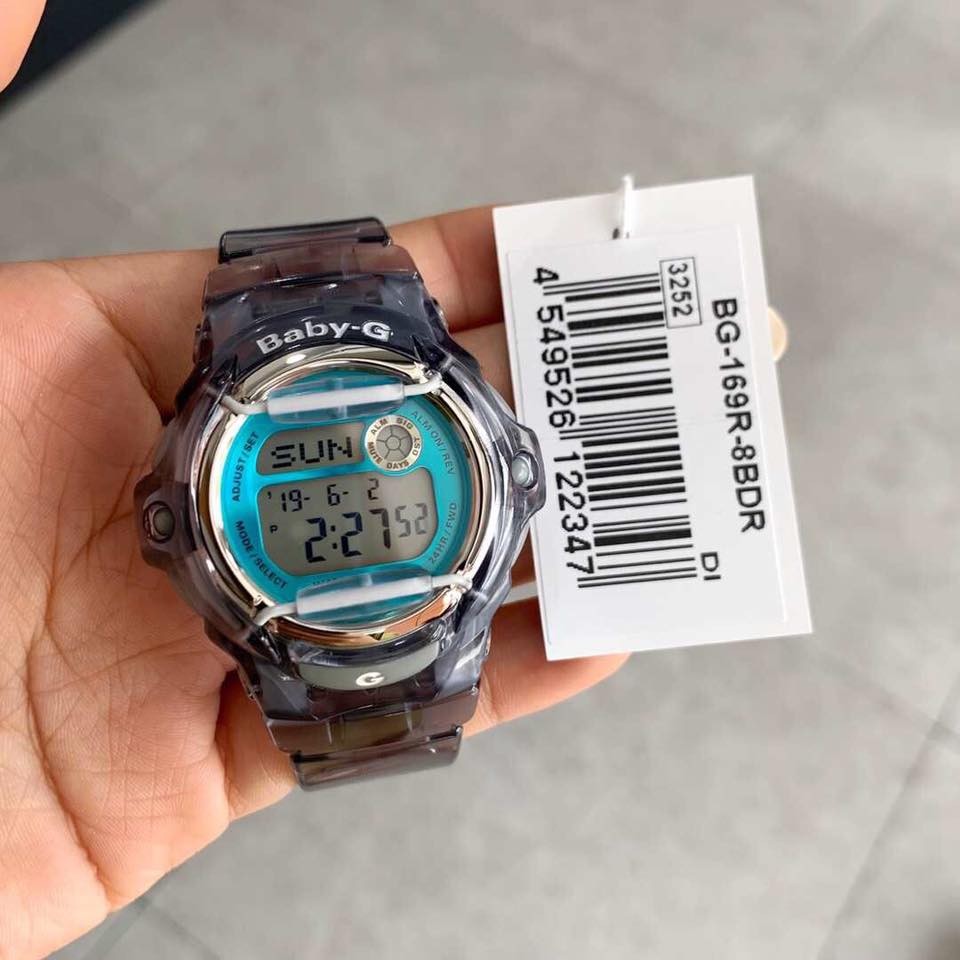 Baby-G
ADJUST/SET
ALM ON/REV
ALM SIG
MUTE DAYS DST
SUN
'19- 6- 2
P 2:27 52
MODE/SELECT
24HR/FWD
G
BG-169R-8BDR
DI
3252
4 549526 122347